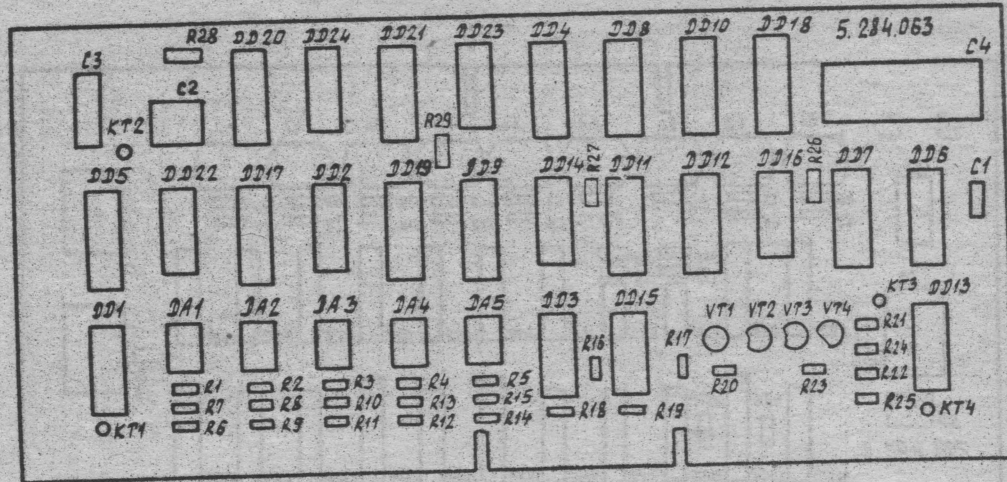 R28 DD20 DD24 DD21 DD23 DD4 DD8 DD10 DD18 5.284.063
C3 C2 C4
KT2 R29
DD5 DD22 DD17 DD2 DD19 DD9 DD14 R27 DD11 DD12 DD16 R26 DD7 DD6 C1
DD1 DA1 DA2 DA3 DA4 DA5 DD3 DD15 VT1 VT2 VT3 VT4 KT3 DD13
R16 R17 R21
R24
R1 R2 R3 R4 R5 R20 R23 R22
R7 R8 R10 R13 R15 R18 R19 R25 KT4
KT1 R6 R9 R11 R12 R14